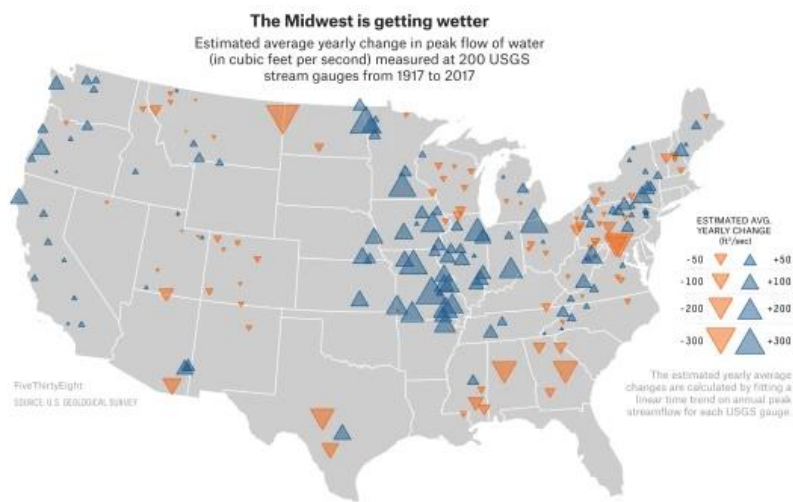 The Midwest is getting wetter
Estimated average yearly change in peak flow of water
(in cubic feet per second) measured at 200 USGS
stream gauges from 1917 to 2017
ESTIMATED AVG.
YEARLY CHANGE
(ft³/sec)
-50 +50
-100 +100
-200 +200
-300 +300
The estimated yearly average
changes are calculated by fitting a
linear time trend on annual peak
streamflow for each USGS gauge.
FiveThirtyEight
SOURCE: U.S. GEOLOGICAL SURVEY